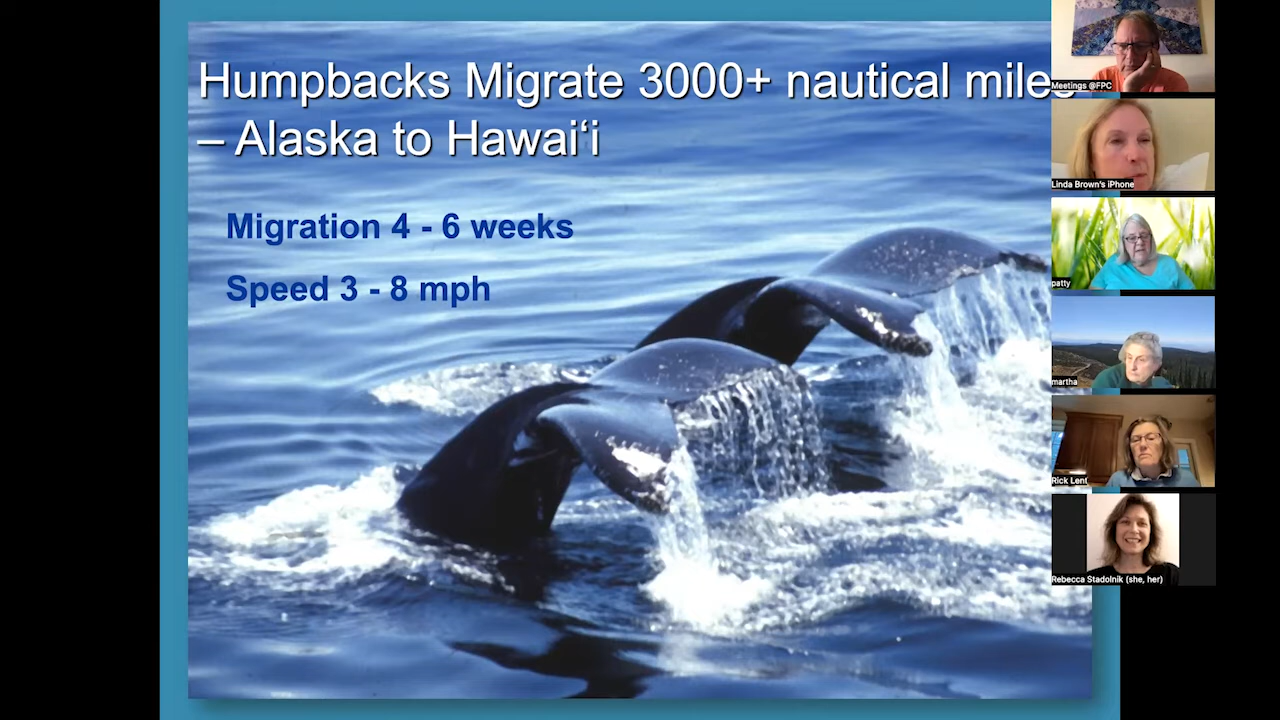 Humpbacks Migrate 3000+ nautical miles
– Alaska to Hawai‘i
Migration 4 - 6 weeks
Speed 3 - 8 mph
Meetings @FPC
Linda Brown's iPhone
patty
martha
Rick Lent
Rebecca Stadolnik (she, her)